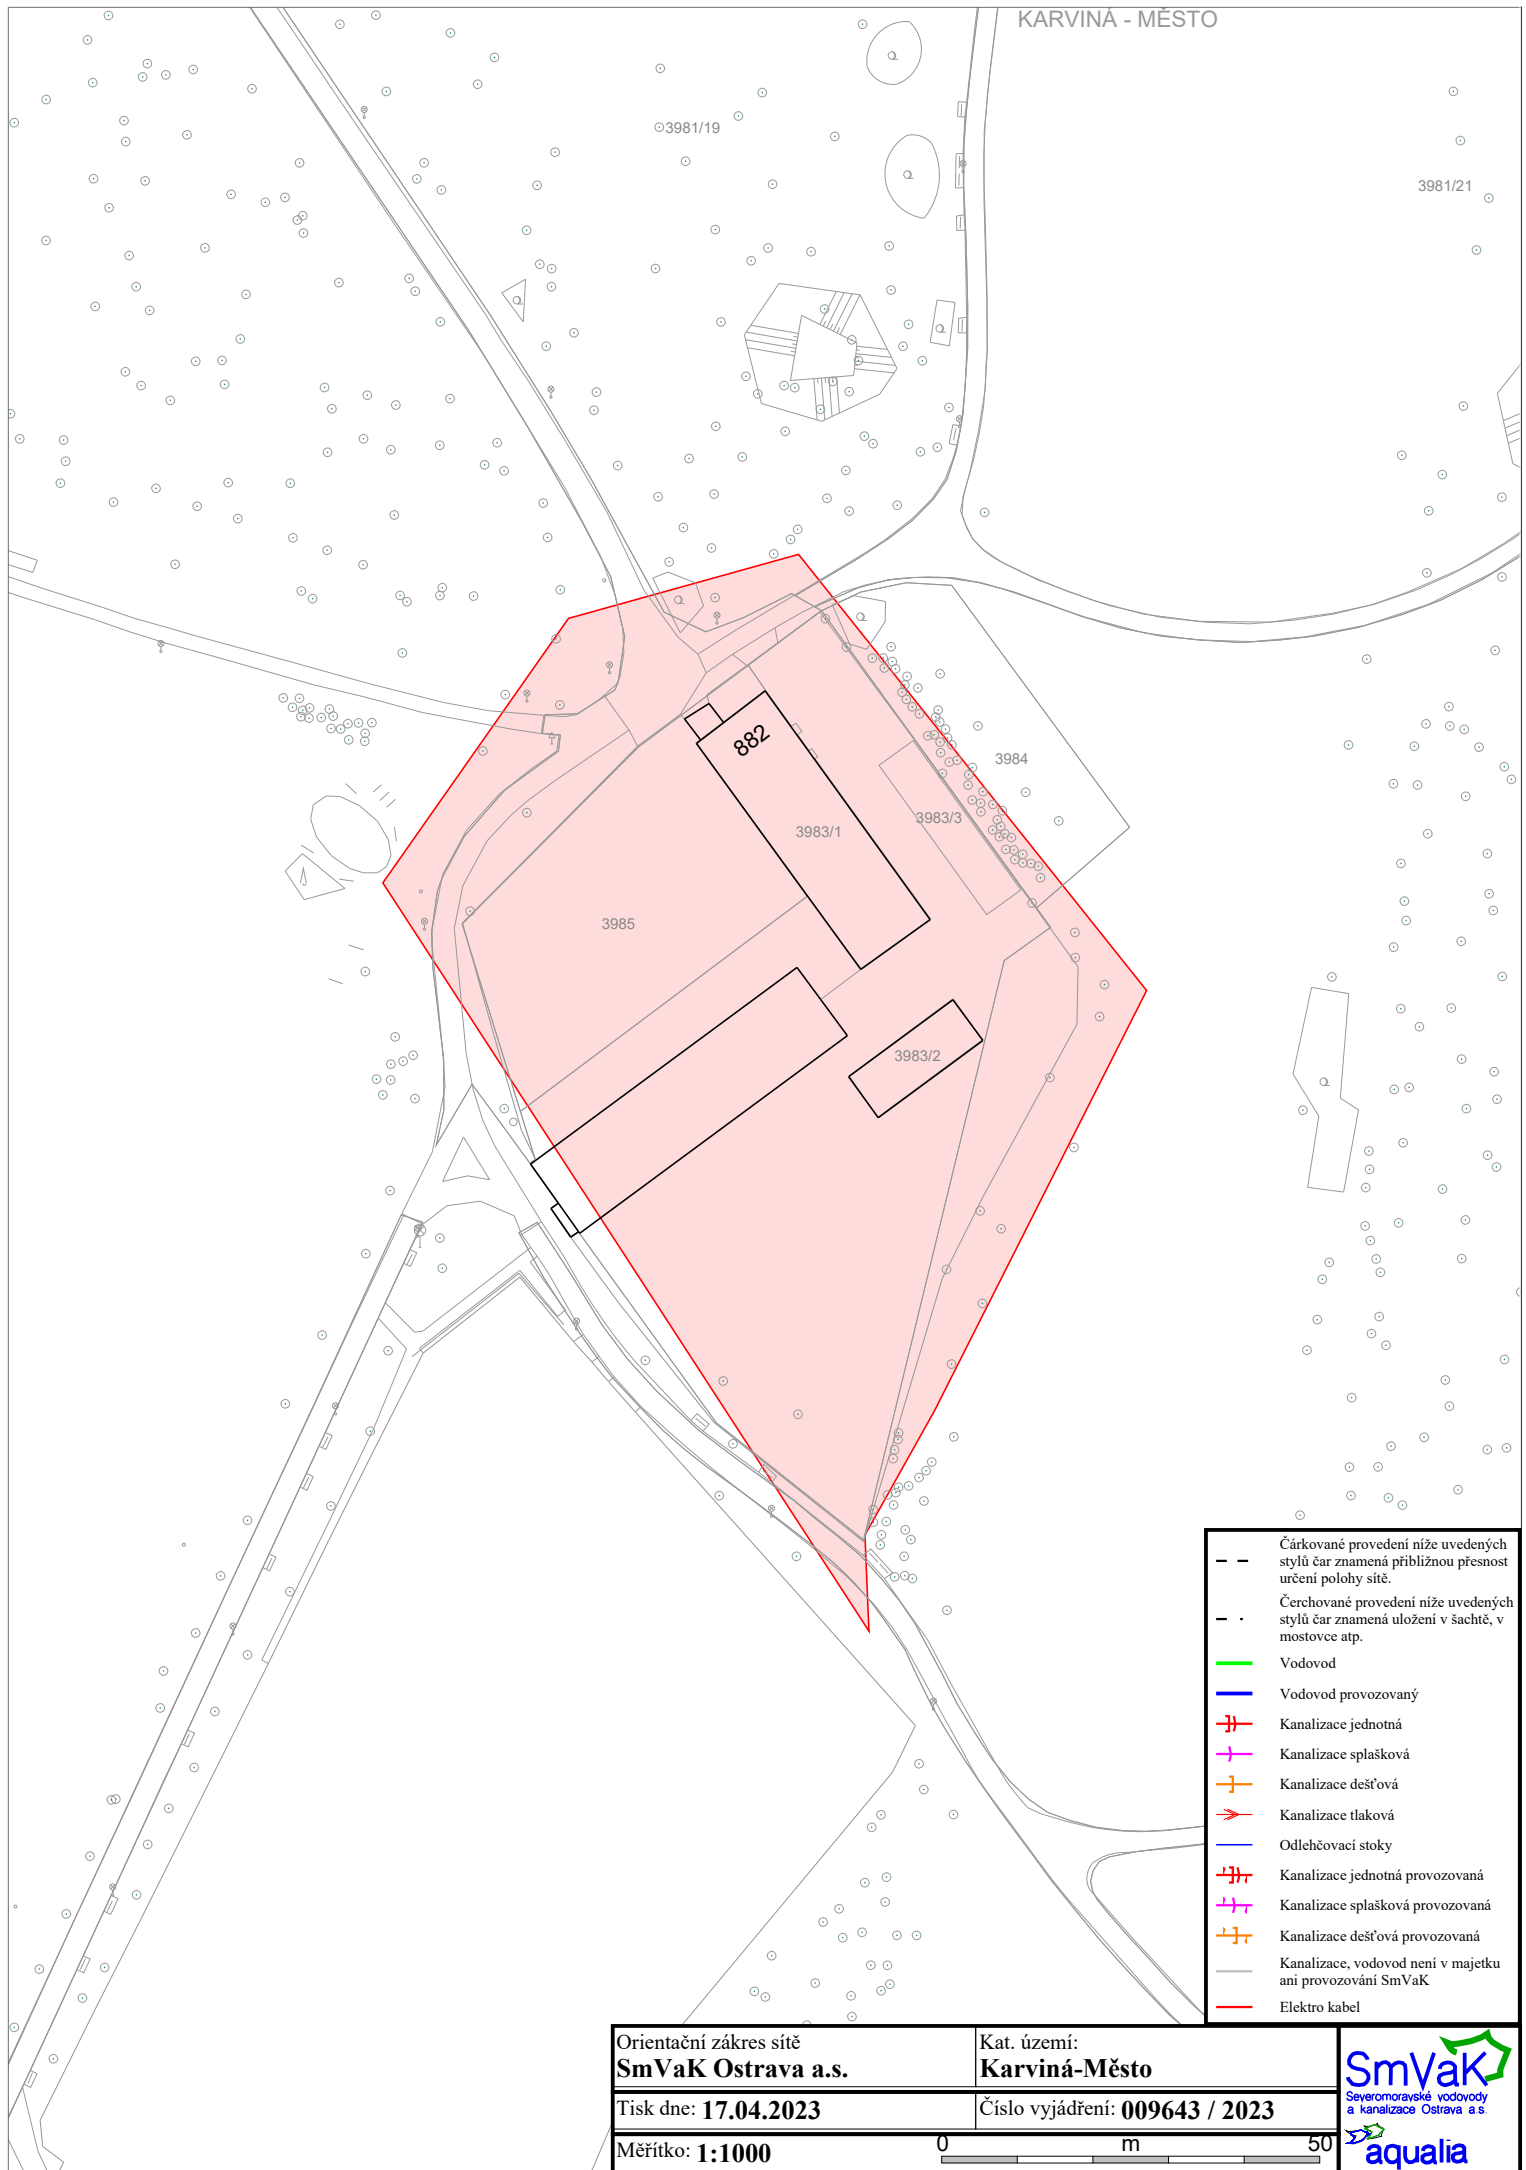 KARVINÁ - MĚSTO
3981/19
3981/21
882
3984
3983/1
3983/3
3985
3983/2
Čárkované provedení níže uvedených
stylů čar znamená přibližnou přesnost
určení polohy sítě.
Čerchované provedení níže uvedených
stylů čar znamená uložení v šachtě, v
mostovce atp.
Vodovod
Vodovod provozovaný
Kanalizace jednotná
Kanalizace splašková
Kanalizace dešťová
Kanalizace tlaková
Odlehčovací stoky
Kanalizace jednotná provozovaná
Kanalizace splašková provozovaná
Kanalizace dešťová provozovaná
Kanalizace, vodovod není v majetku
ani provozování SmVaK
Elektro kabel
Orientační zákres sítě
SmVaK Ostrava a.s.
Kat. území:
Karviná-Město
Tisk dne: 17.04.2023
Číslo vyjádření: 009643 / 2023
Měřítko: 1:1000
0 m 50
SmVaK
Severomoravské vodovody
a kanalizace Ostrava a.s.
aqualia